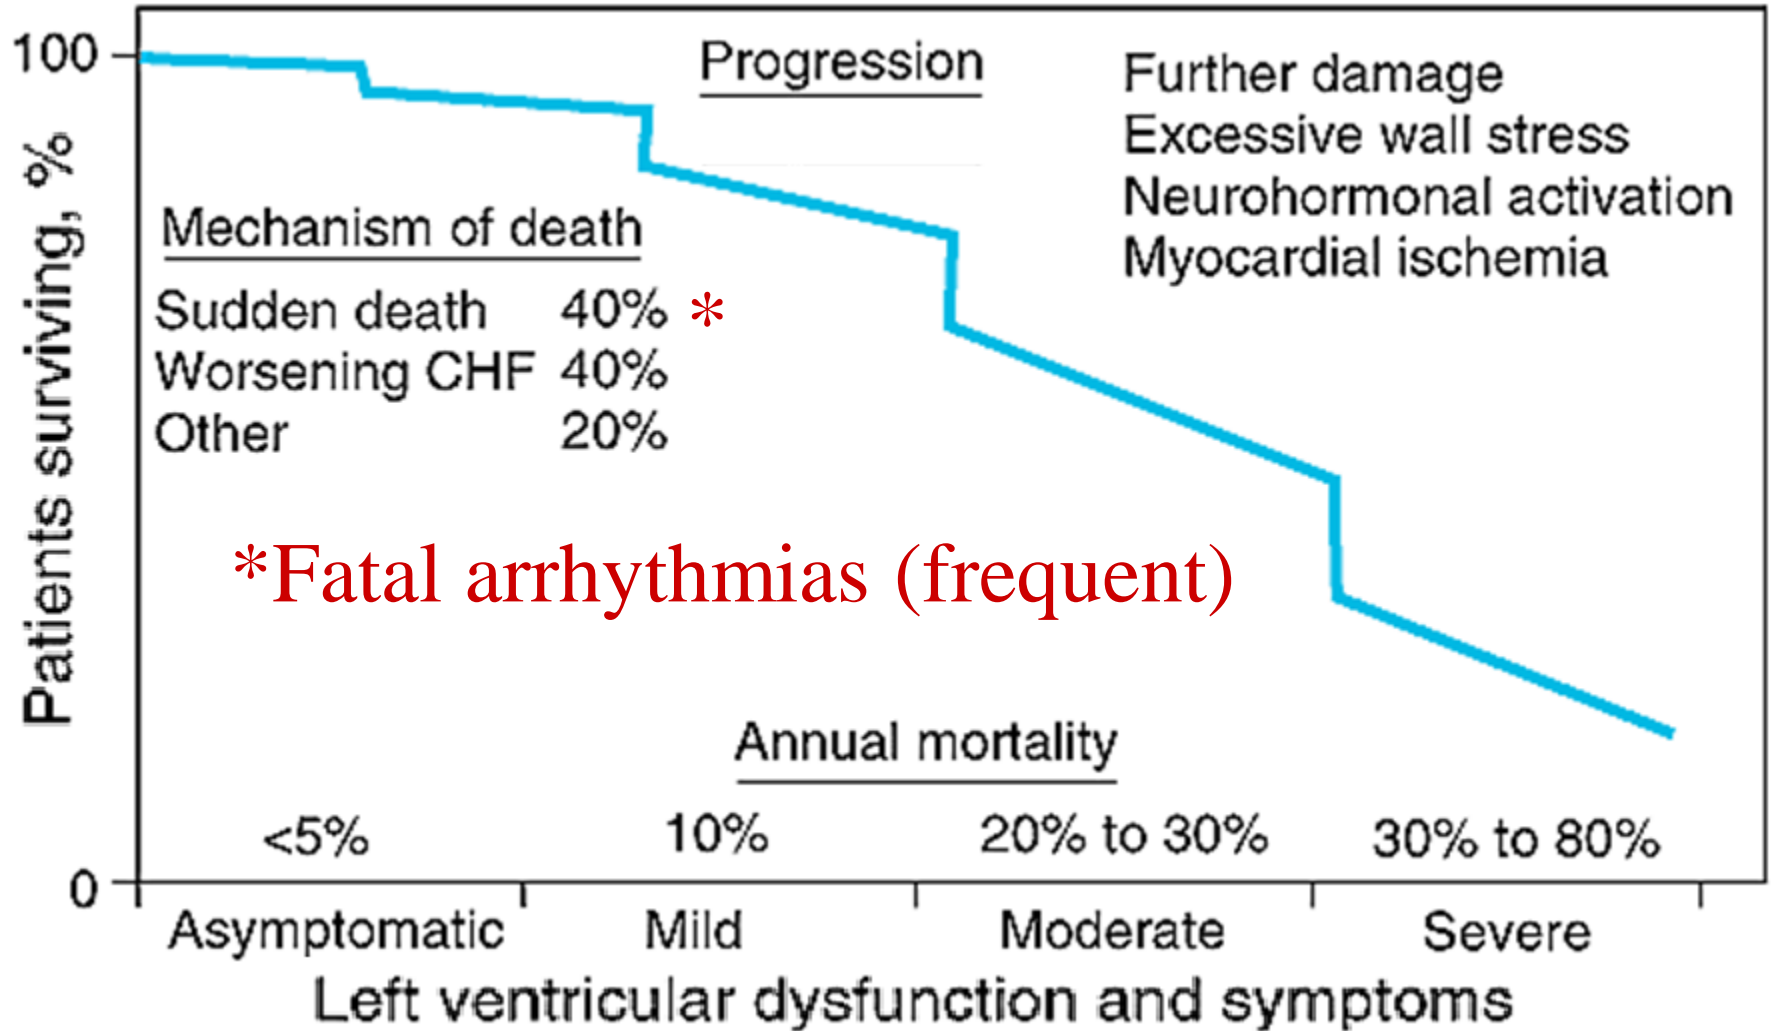 100
Patients surviving, %
0
Progression
Further damage
Excessive wall stress
Neurohormonal activation
Myocardial ischemia
Mechanism of death
Sudden death 40% *
Worsening CHF 40%
Other 20%
*Fatal arrhythmias (frequent)
Annual mortality
<5% 10% 20% to 30% 30% to 80%
Asymptomatic Mild Moderate Severe
Left ventricular dysfunction and symptoms